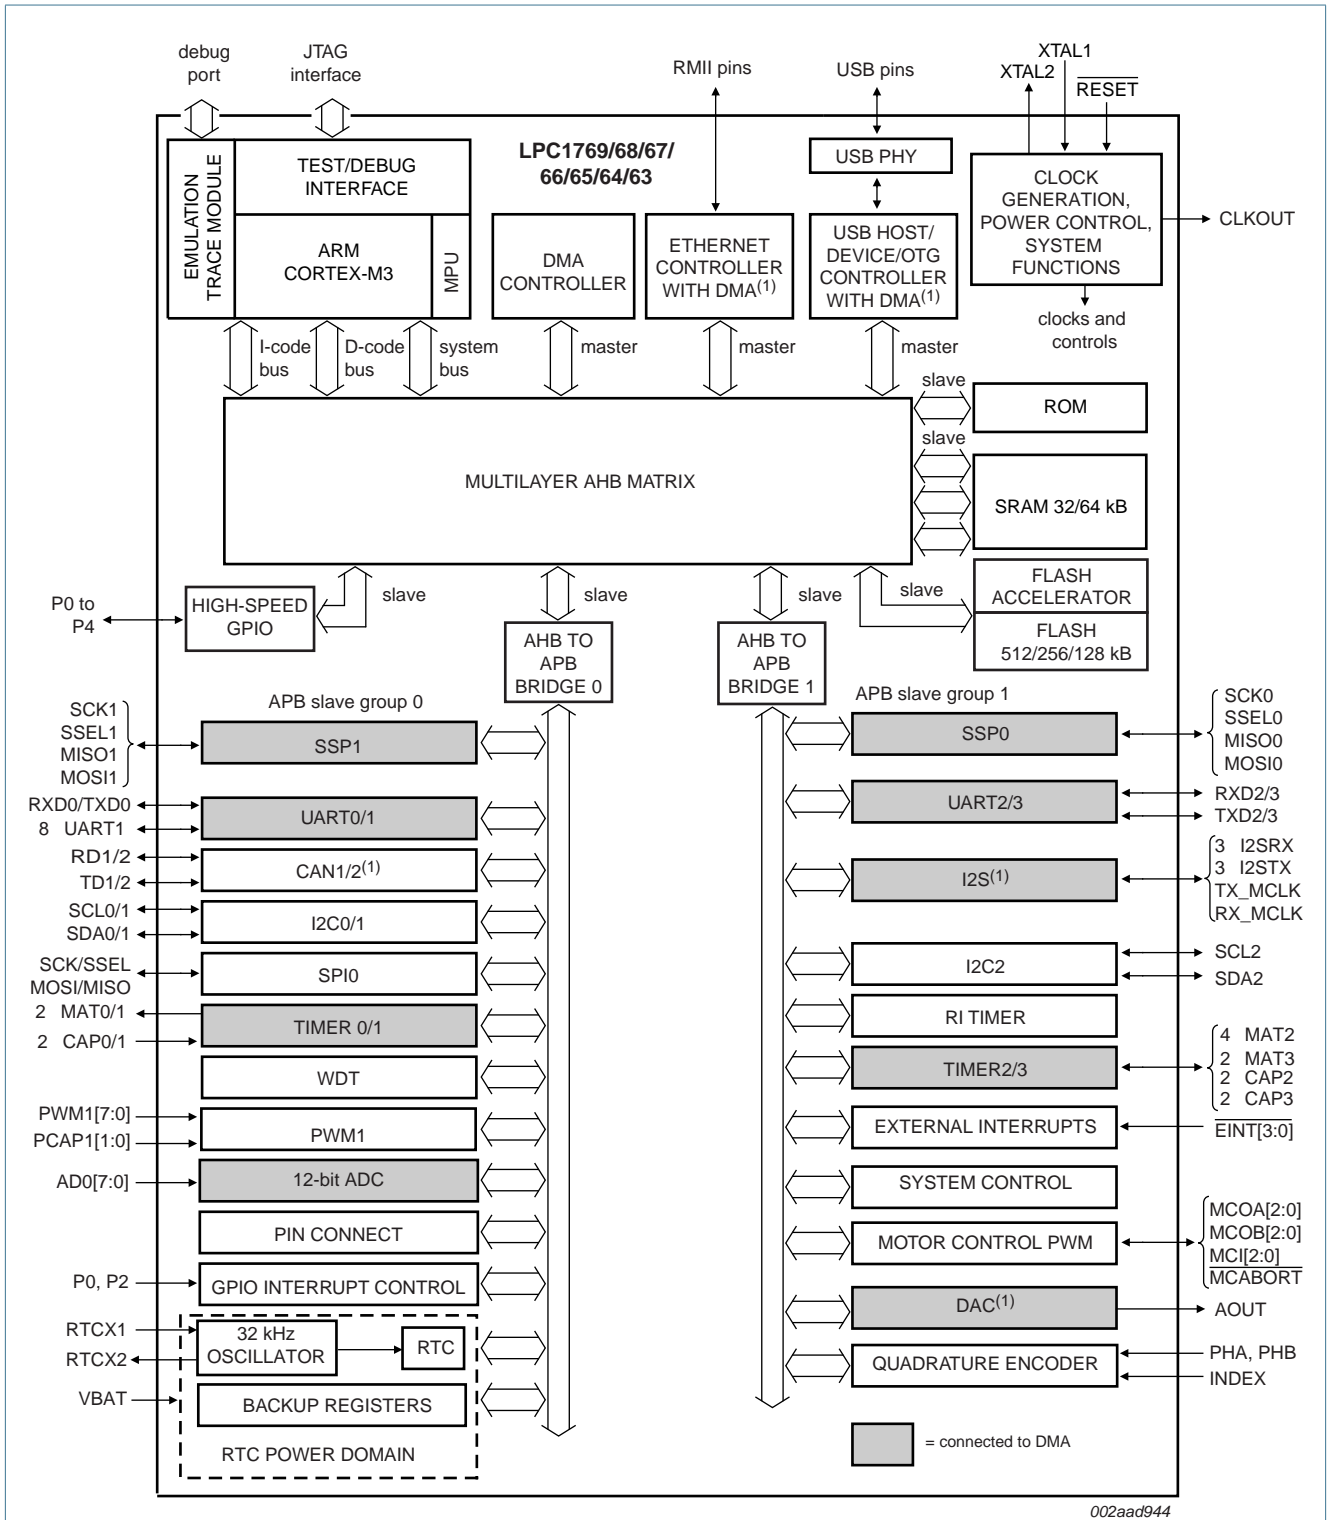 debug
port
JTAG
interface
RMII pins
USB pins
XTAL1
XTAL2
RESET
LPC1769/68/67/
66/65/64/63
EMULATION
TRACE MODULE
TEST/DEBUG
INTERFACE
ARM
CORTEX-M3
MPU
DMA
CONTROLLER
ETHERNET
CONTROLLER
WITH DMA(1)
USB PHY
USB HOST/
DEVICE/OTG
CONTROLLER
WITH DMA(1)
CLOCK
GENERATION,
POWER CONTROL,
SYSTEM
FUNCTIONS
CLKOUT
clocks and
controls
I-code
bus
D-code
bus
system
bus
master
master
master
slave
ROM
slave
MULTILAYER AHB MATRIX
SRAM 32/64 kB
P0 to
P4
HIGH-SPEED
GPIO
slave
slave
slave
slave
FLASH
ACCELERATOR
FLASH
512/256/128 kB
AHB TO
APB
BRIDGE 0
AHB TO
APB
BRIDGE 1
APB slave group 0
APB slave group 1
SCK1
SSEL1
MISO1
MOSI1
SSP1
SSP0
SCK0
SSEL0
MISO0
MOSI0
RXD0/TXD0
8 UART1
UART0/1
UART2/3
RXD2/3
TXD2/3
RD1/2
TD1/2
CAN1/2(1)
I2S(1)
3 I2SRX
3 I2STX
TX_MCLK
RX_MCLK
SCL0/1
SDA0/1
I2C0/1
I2C2
SCL2
SDA2
SCK/SSEL
MOSI/MISO
SPI0
RI TIMER
2 MAT0/1
2 CAP0/1
TIMER 0/1
TIMER2/3
4 MAT2
2 MAT3
2 CAP2
2 CAP3
WDT
EXTERNAL INTERRUPTS
EINT[3:0]
PWM1[7:0]
PCAP1[1:0]
PWM1
SYSTEM CONTROL
AD0[7:0]
12-bit ADC
PIN CONNECT
MOTOR CONTROL PWM
MCOA[2:0]
MCOB[2:0]
MCI[2:0]
MCABORT
P0, P2
GPIO INTERRUPT CONTROL
DAC(1)
AOUT
RTCX1
RTCX2
32 kHz
OSCILLATOR
RTC
QUADRATURE ENCODER
PHA, PHB
INDEX
VBAT
BACKUP REGISTERS
RTC POWER DOMAIN
= connected to DMA
002aad944